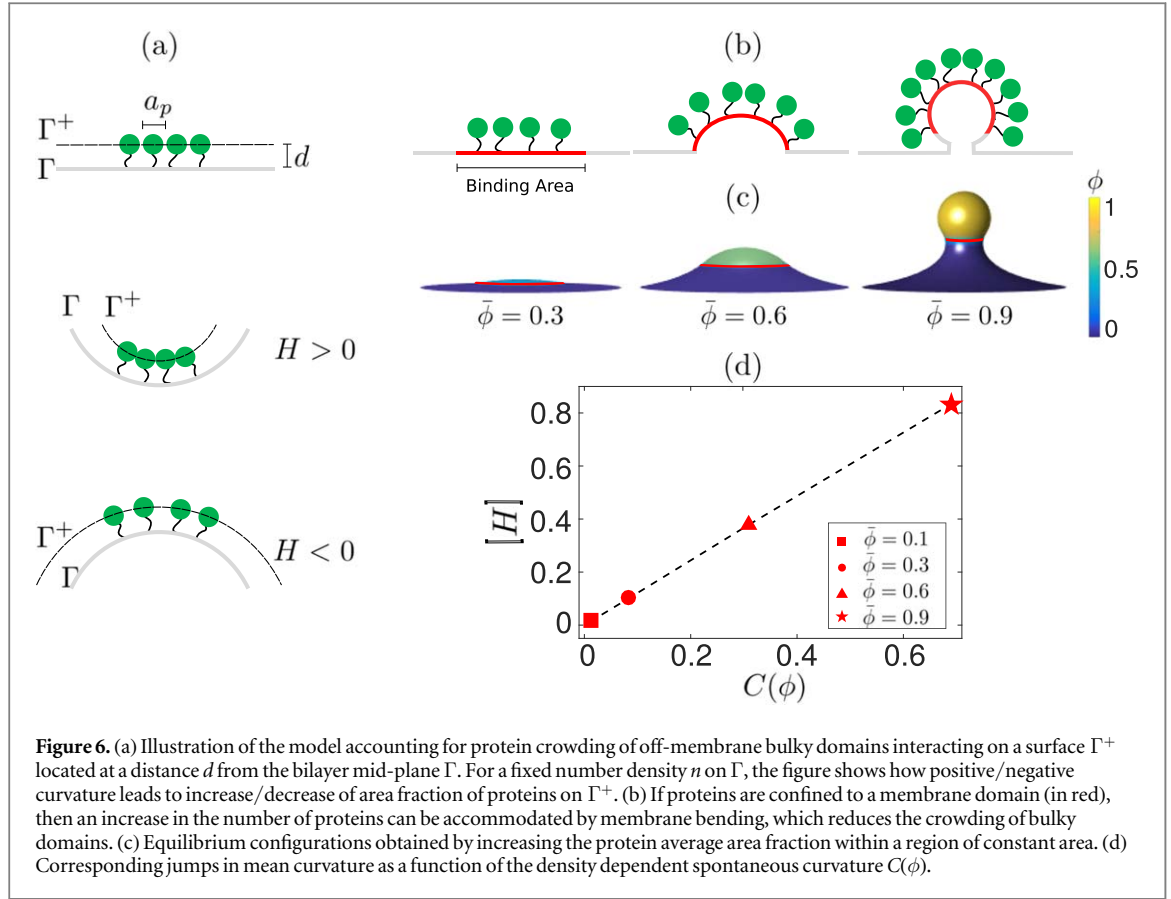 (a)
a_p
Γ⁺
Γ
d
Γ Γ⁺
H > 0
Γ⁺
Γ
H < 0
(b)
Binding Area
(c)
ϕ
1
0.5
0
ϕ̄ = 0.3
ϕ̄ = 0.6
ϕ̄ = 0.9
(d)
0.8
0.6
0.4
0.2
0
[H]
0 0.2 0.4 0.6
C(ϕ)
ϕ̄ = 0.1
ϕ̄ = 0.3
ϕ̄ = 0.6
ϕ̄ = 0.9
Figure 6. (a) Illustration of the model accounting for protein crowding of off-membrane bulky domains interacting on a surface Γ⁺
located at a distance d from the bilayer mid-plane Γ. For a fixed number density n on Γ, the figure shows how positive/negative
curvature leads to increase/decrease of area fraction of proteins on Γ⁺. (b) If proteins are confined to a membrane domain (in red),
then an increase in the number of proteins can be accommodated by membrane bending, which reduces the crowding of bulky
domains. (c) Equilibrium configurations obtained by increasing the protein average area fraction within a region of constant area. (d)
Corresponding jumps in mean curvature as a function of the density dependent spontaneous curvature C(ϕ).